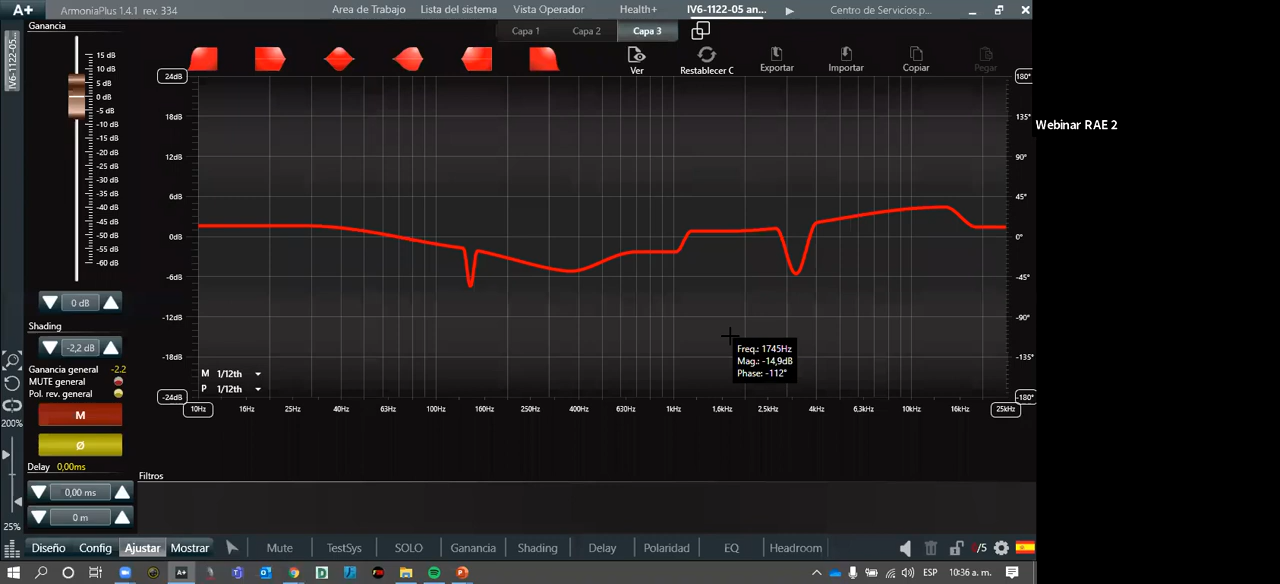 A+ ArmoníaPlus 1.4.1 rev. 334 Area de Trabajo Lista del sistema Vista Operador Health+ IV6-1122-05 an... Centro de Servicios.p...
Ganancia
Capa 1 Capa 2 Capa 3
IV6-1122-05...
Ver Restablecer C Exportar Importar Copiar Pegar
15 dB
10 dB
5 dB
0 dB
-5 dB
-10 dB
-15 dB
-20 dB
-25 dB
-30 dB
-35 dB
-40 dB
-45 dB
-50 dB
-55 dB
-60 dB
0 dB
Shading
-2,2 dB
Ganancia general -2.2
MUTE general
Pol. rev. general
M
Ø
Delay 0,00ms
0,00 ms
0 m
200%
25%
24dB
18dB
12dB
6dB
0dB
-6dB
-12dB
-18dB
-24dB
180°
135°
90°
45°
0°
-45°
-90°
-135°
-180°
M 1/12th
P 1/12th
Freq.: 1745Hz
Mag.: -14,9dB
Phase: -112°
10Hz 16Hz 25Hz 40Hz 63Hz 100Hz 160Hz 250Hz 400Hz 630Hz 1kHz 1,6kHz 2,5kHz 4kHz 6,3kHz 10kHz 16kHz 25kHz
Filtros
Diseño Config Ajustar Mostrar Mute TestSys SOLO Ganancia Shading Delay Polaridad EQ Headroom /5
A+ ESP 10:36 a. m.
Webinar RAE 2